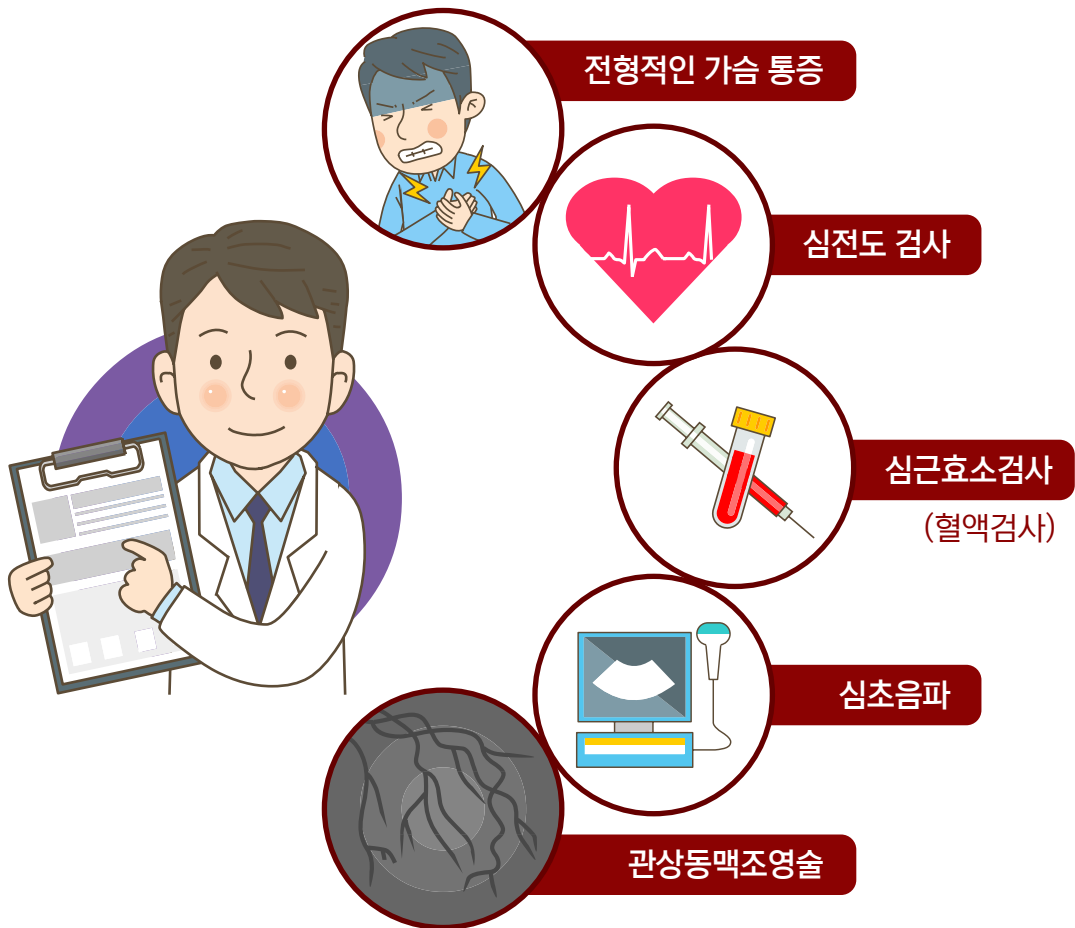 전형적인 가슴 통증
심전도 검사
심근효소검사
(혈액검사)
심초음파
관상동맥조영술